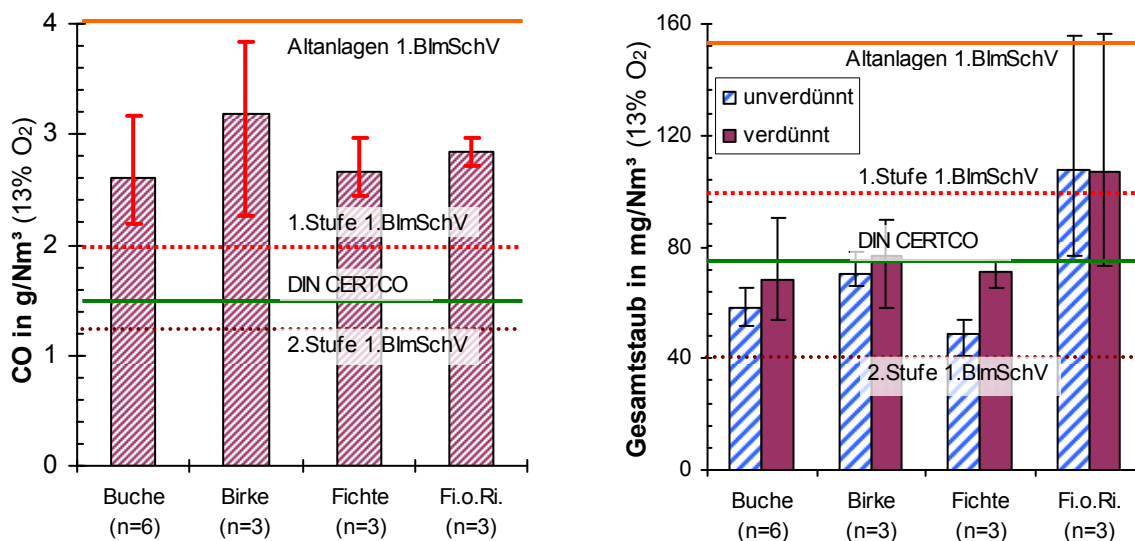 CO in g/Nm³ (13% O2)
4
3
2
1
0
Altanlagen 1.BImSchV
1.Stufe 1.BImSchV
DIN CERTCO
2.Stufe 1.BImSchV
Buche Birke Fichte Fi.o.Ri.
(n=6) (n=3) (n=3) (n=3)
Gesamtstaub in mg/Nm³ (13% O2)
160
120
80
40
0
Altanlagen 1.BImSchV
unverdünnt
verdünnt
1.Stufe 1.BImSchV
DIN CERTCO
2.Stufe 1.BImSchV
Buche Birke Fichte Fi.o.Ri.
(n=6) (n=3) (n=3) (n=3)